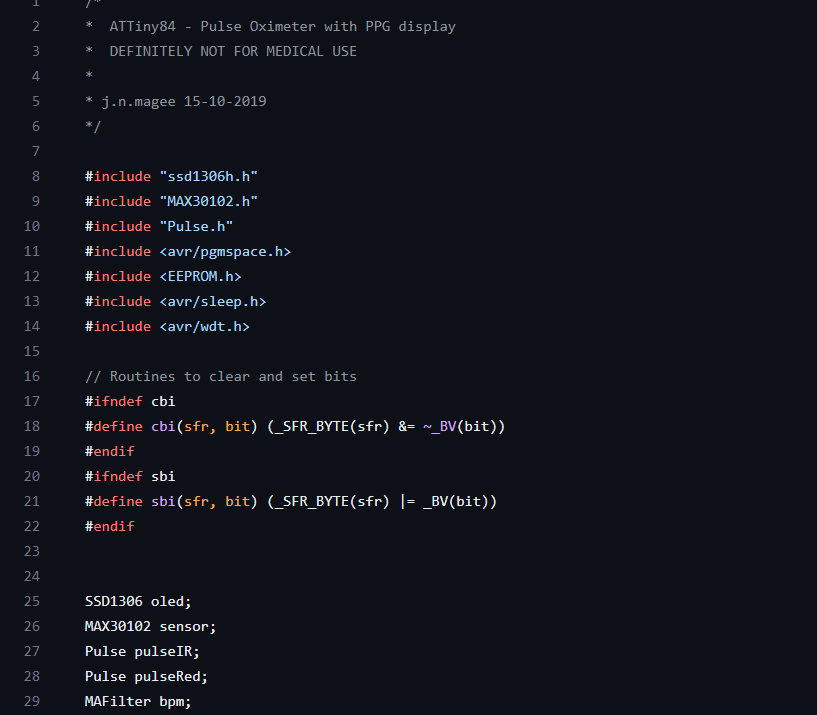 1 /*
2 *  ATTiny84 - Pulse Oximeter with PPG display
3 *  DEFINITELY NOT FOR MEDICAL USE
4 *
5 * j.n.magee 15-10-2019
6 */
7
8 #include "ssd1306h.h"
9 #include "MAX30102.h"
10 #include "Pulse.h"
11 #include <avr/pgmspace.h>
12 #include <EEPROM.h>
13 #include <avr/sleep.h>
14 #include <avr/wdt.h>
15
16 // Routines to clear and set bits
17 #ifndef cbi
18 #define cbi(sfr, bit) (_SFR_BYTE(sfr) &= ~_BV(bit))
19 #endif
20 #ifndef sbi
21 #define sbi(sfr, bit) (_SFR_BYTE(sfr) |= _BV(bit))
22 #endif
23
24
25 SSD1306 oled;
26 MAX30102 sensor;
27 Pulse pulseIR;
28 Pulse pulseRed;
29 MAFilter bpm;